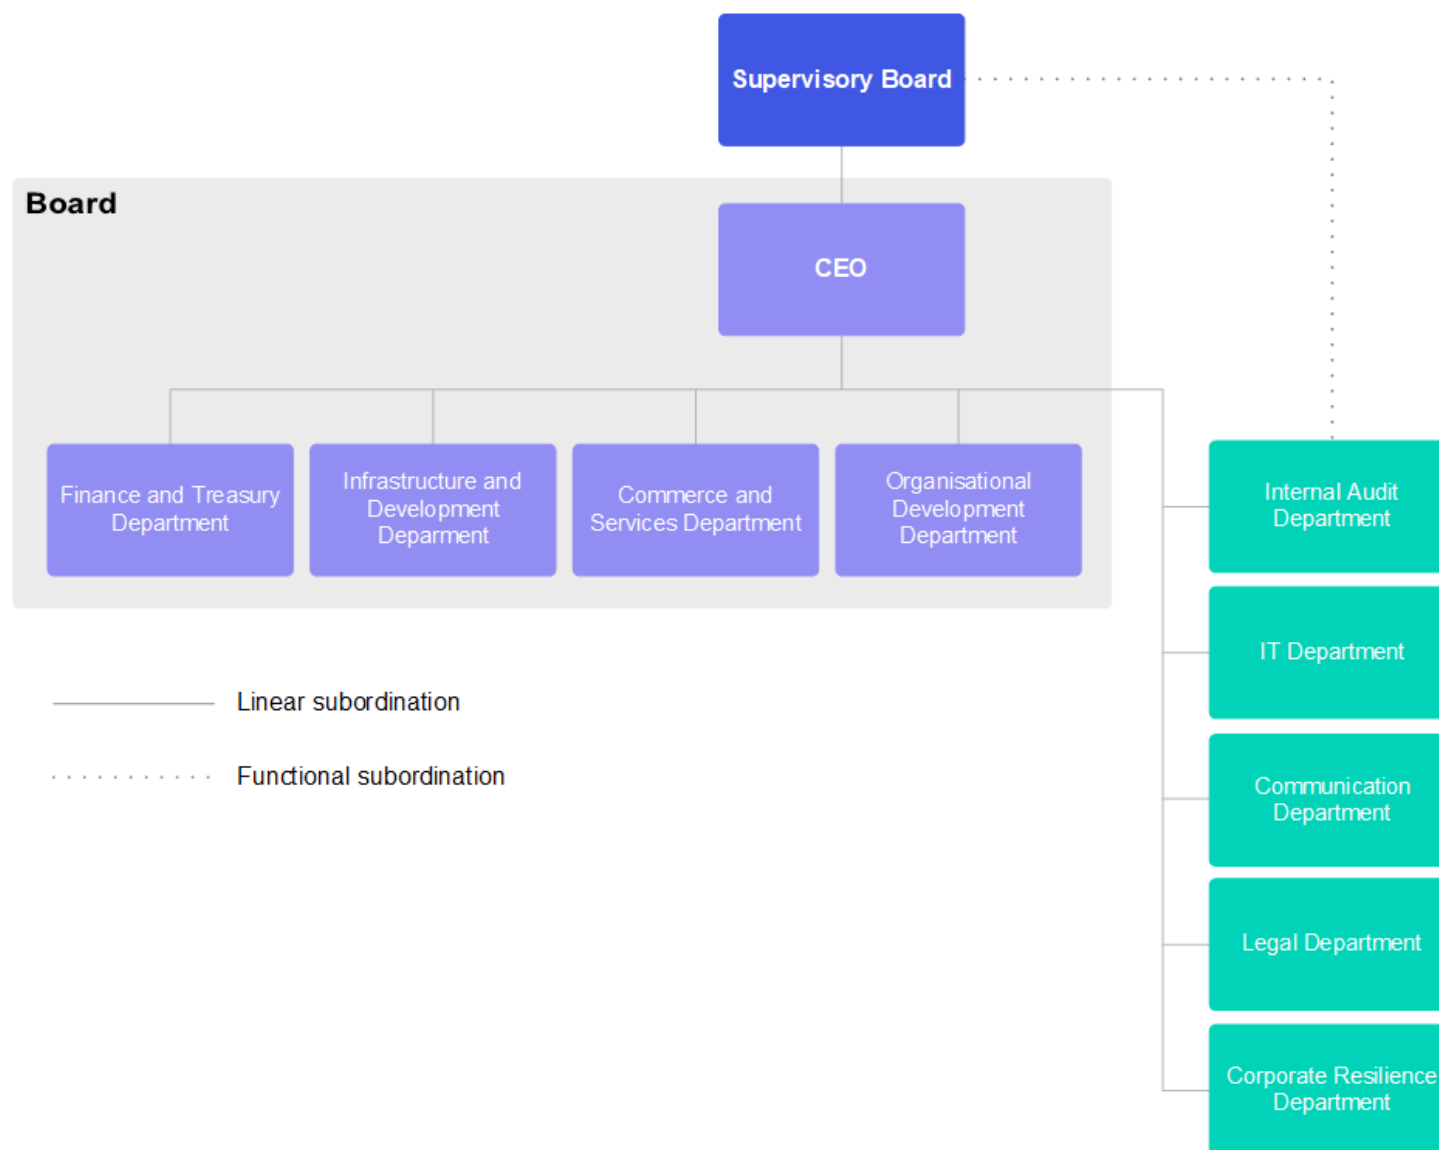 Supervisory Board
Board
CEO
Finance and Treasury
Department
Infrastructure and
Development
Deparment
Commerce and
Services Department
Organisational
Development
Department
Internal Audit
Department
IT Department
Communication
Department
Legal Department
Corporate Resilience
Department
Linear subordination
Functional subordination